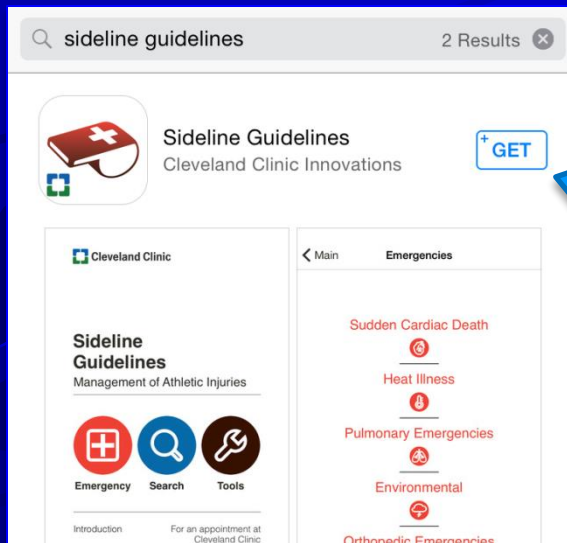 sideline guidelines 2 Results
Sideline Guidelines
Cleveland Clinic Innovations
+ GET
Cleveland Clinic
Sideline
Guidelines
Management of Athletic Injuries
Emergency Search Tools
Introduction For an appointment at
Cleveland Clinic
Main Emergencies
Sudden Cardiac Death
Heat Illness
Pulmonary Emergencies
Environmental
Orthopedic Emergencies